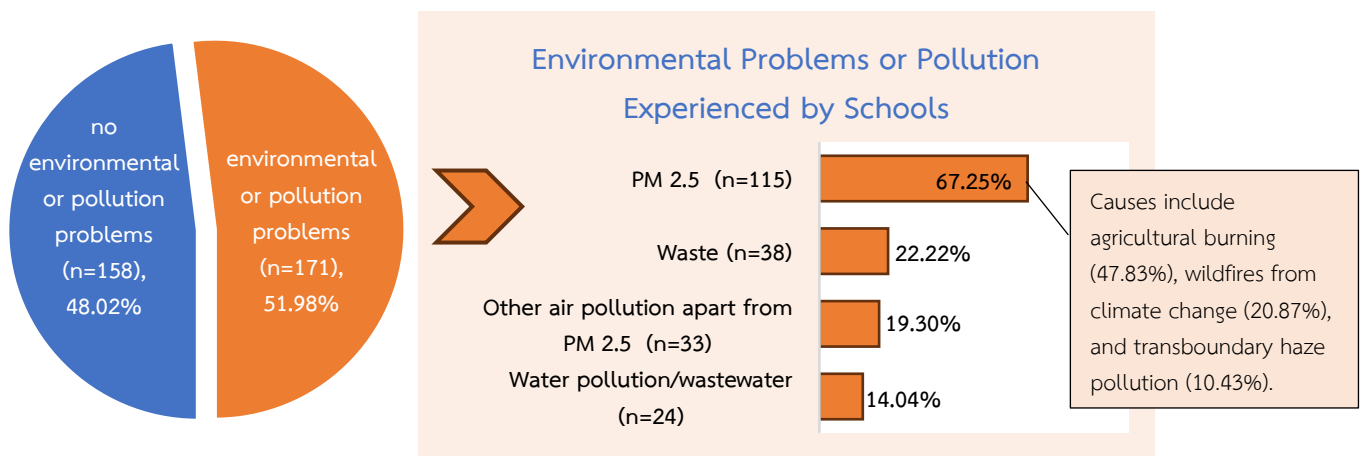 no
environmental
or pollution
problems
(n=158),
48.02%
environmental
or pollution
problems
(n=171),
51.98%
Environmental Problems or Pollution
Experienced by Schools
PM 2.5  (n=115)
67.25%
Waste (n=38)
22.22%
Other air pollution apart from
PM 2.5  (n=33)
19.30%
Water pollution/wastewater
(n=24)
14.04%
Causes include
agricultural burning
(47.83%), wildfires from
climate change (20.87%),
and transboundary haze
pollution (10.43%).